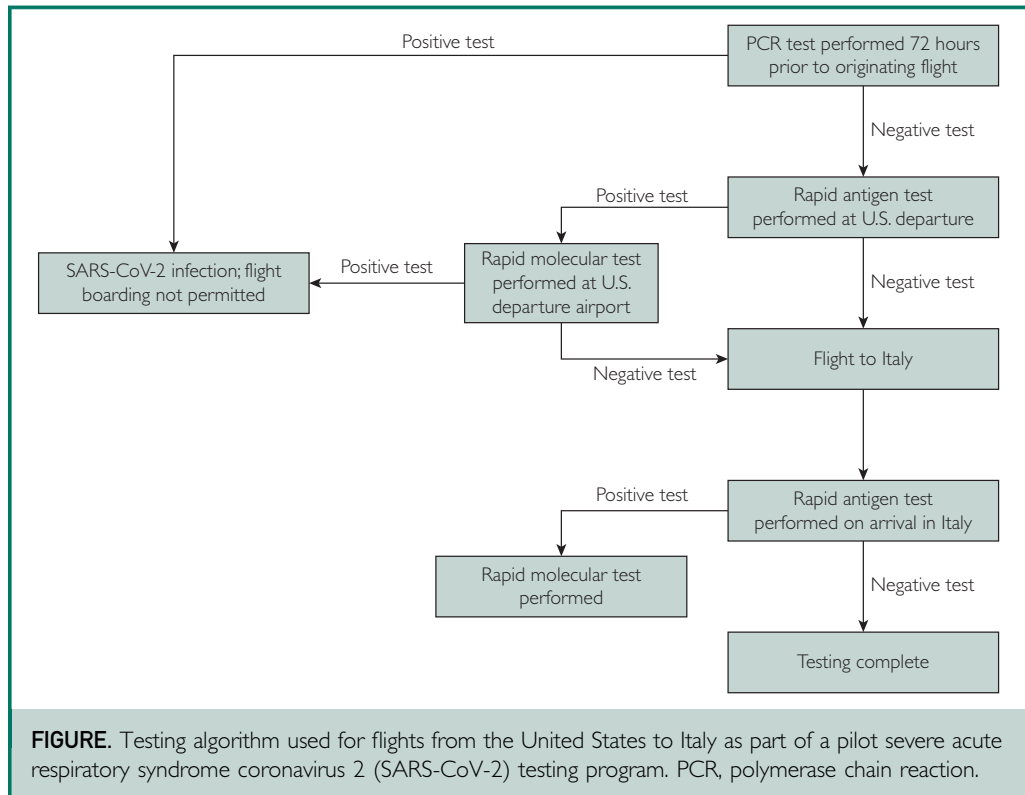 Positive test
PCR test performed 72 hours
prior to originating flight
Negative test
Positive test
Rapid antigen test
performed at U.S. departure
SARS-CoV-2 infection; flight
boarding not permitted
Positive test
Rapid molecular test
performed at U.S.
departure airport
Negative test
Negative test
Flight to Italy
Positive test
Rapid antigen test
performed on arrival in Italy
Rapid molecular test
performed
Negative test
Testing complete
FIGURE. Testing algorithm used for flights from the United States to Italy as part of a pilot severe acute
respiratory syndrome coronavirus 2 (SARS-CoV-2) testing program. PCR, polymerase chain reaction.